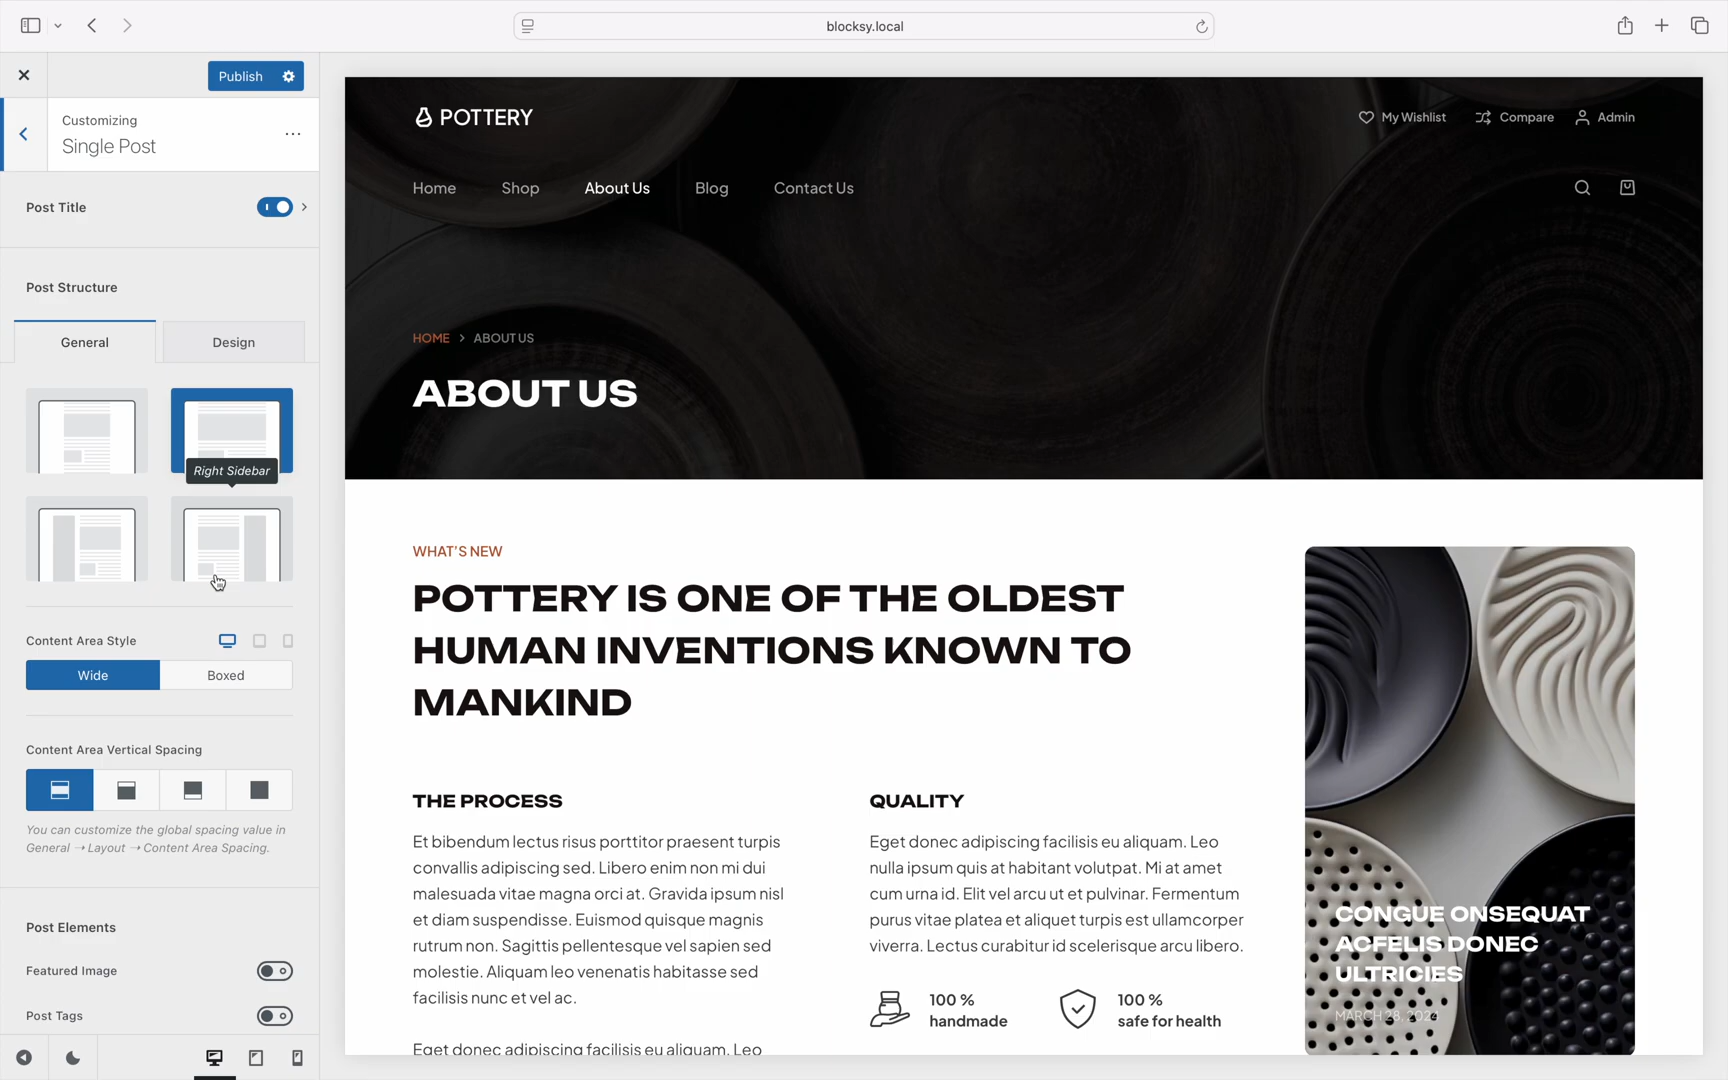 blocksy.local
Publish
Customizing
Single Post
Post Title
Post Structure
General
Design
Right Sidebar
Content Area Style
Wide
Boxed
Content Area Vertical Spacing
You can customize the global spacing value in
General ➝ Layout ➝ Content Area Spacing.
Post Elements
Featured Image
Post Tags
POTTERY
My Wishlist
Compare
Admin
Home
Shop
About Us
Blog
Contact Us
HOME > ABOUT US
ABOUT US
WHAT'S NEW
POTTERY IS ONE OF THE OLDEST
HUMAN INVENTIONS KNOWN TO
MANKIND
THE PROCESS
Et bibendum lectus risus porttitor praesent turpis
convallis adipiscing sed. Libero enim non mi dui
malesuada vitae magna orci at. Gravida ipsum nisl
et diam suspendisse. Euismod quisque magnis
rutrum non. Sagittis pellentesque vel sapien sed
molestie. Aliquam leo venenatis habitasse sed
facilisis nunc et vel ac.
Eget donec adipiscing facilisis eu aliquam. Leo
QUALITY
Eget donec adipiscing facilisis eu aliquam. Leo
nulla ipsum quis at habitant volutpat. Mi at amet
cum urna id. Elit vel arcu ut et pulvinar. Fermentum
purus vitae platea et aliquet turpis est ullamcorper
viverra. Lectus curabitur id scelerisque arcu libero.
100 %
handmade
100 %
safe for health
CONGUE ONSEQUAT
ACFELIS DONEC
ULTRICIES
MARCH 28, 2024